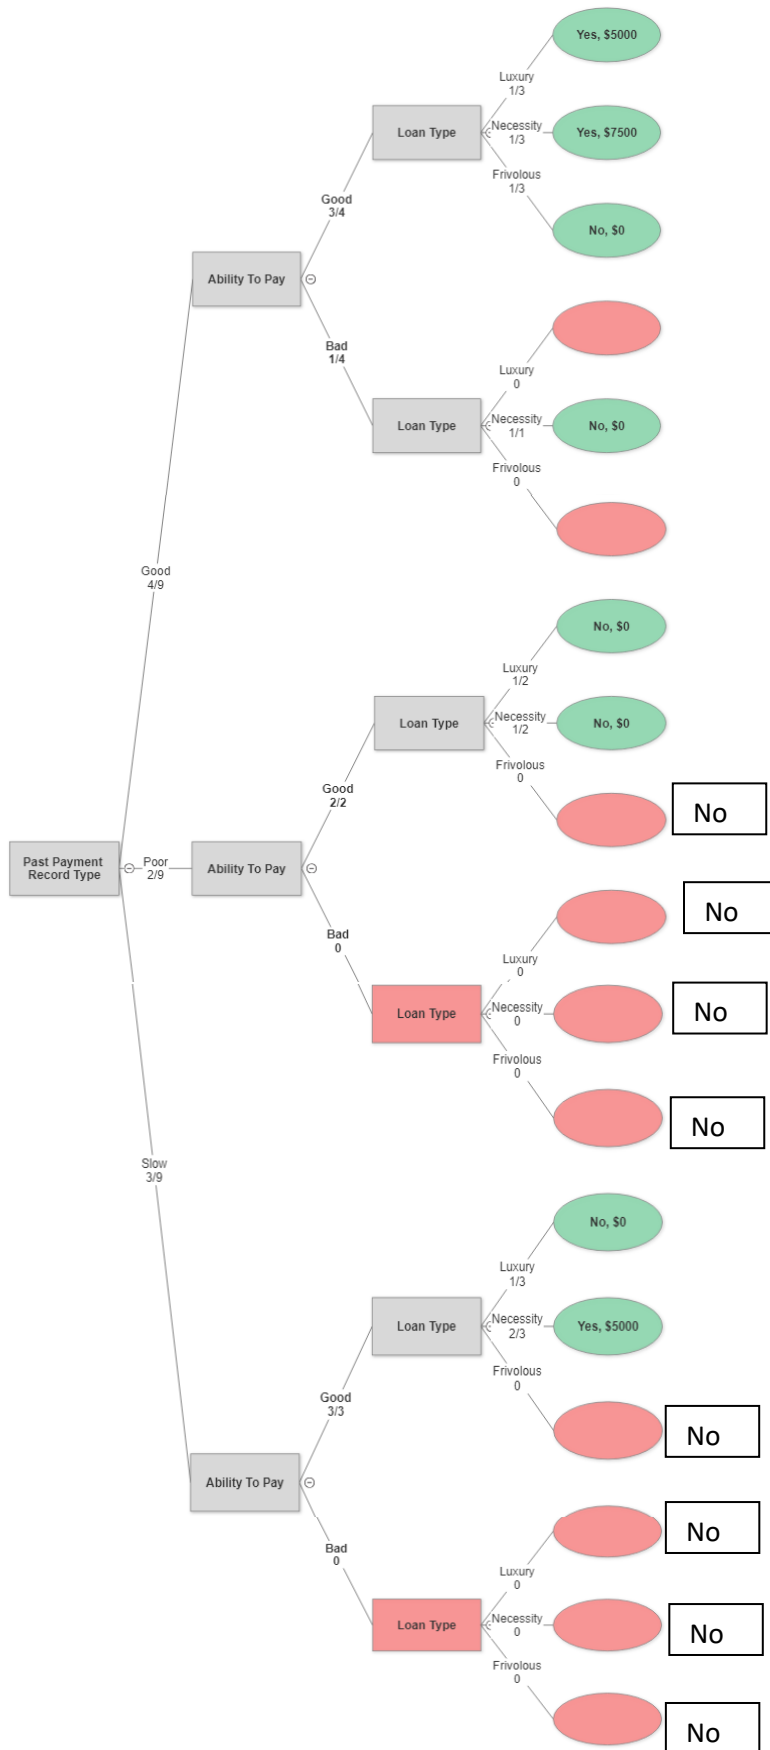 Yes, $5000
Luxury
1/3
Loan Type
Necessity
1/3
Yes, $7500
Frivolous
1/3
Good
3/4
No, $0
Ability To Pay
Bad
1/4
Luxury
0
Loan Type
Necessity
1/1
No, $0
Frivolous
0
Good
4/9
No, $0
Luxury
1/2
Loan Type
Necessity
1/2
No, $0
Frivolous
0
Good
2/2
No
Past Payment
Record Type
Poor
2/9
Ability To Pay
No
Bad
0
Luxury
0
Loan Type
Necessity
0
No
Frivolous
0
No
Slow
3/9
No, $0
Luxury
1/3
Loan Type
Necessity
2/3
Yes, $5000
Frivolous
0
Good
3/3
No
Ability To Pay
No
Bad
0
Luxury
0
Loan Type
Necessity
0
No
Frivolous
0
No